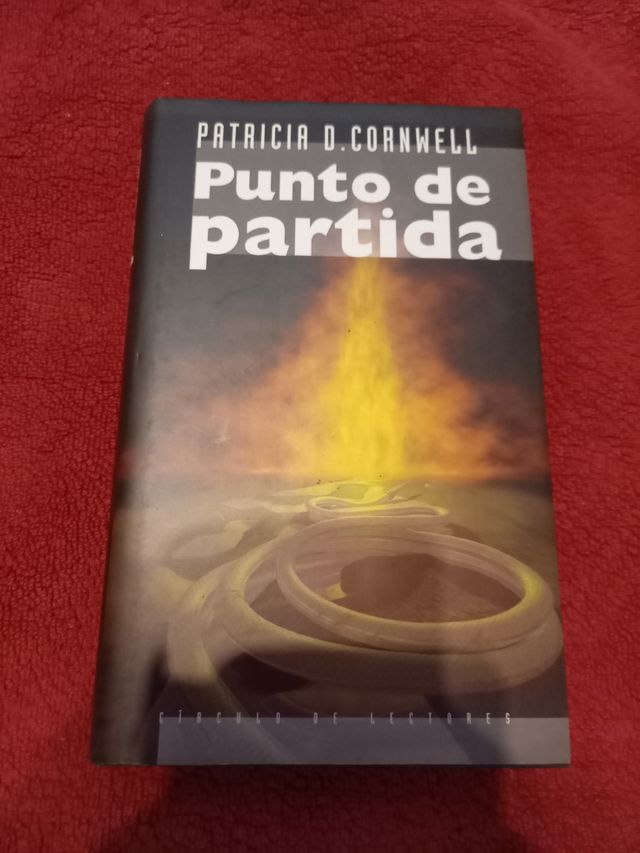 PATRICIA D. CORNWELL
Punto de
partida
CÍRCULO DE LECTORES